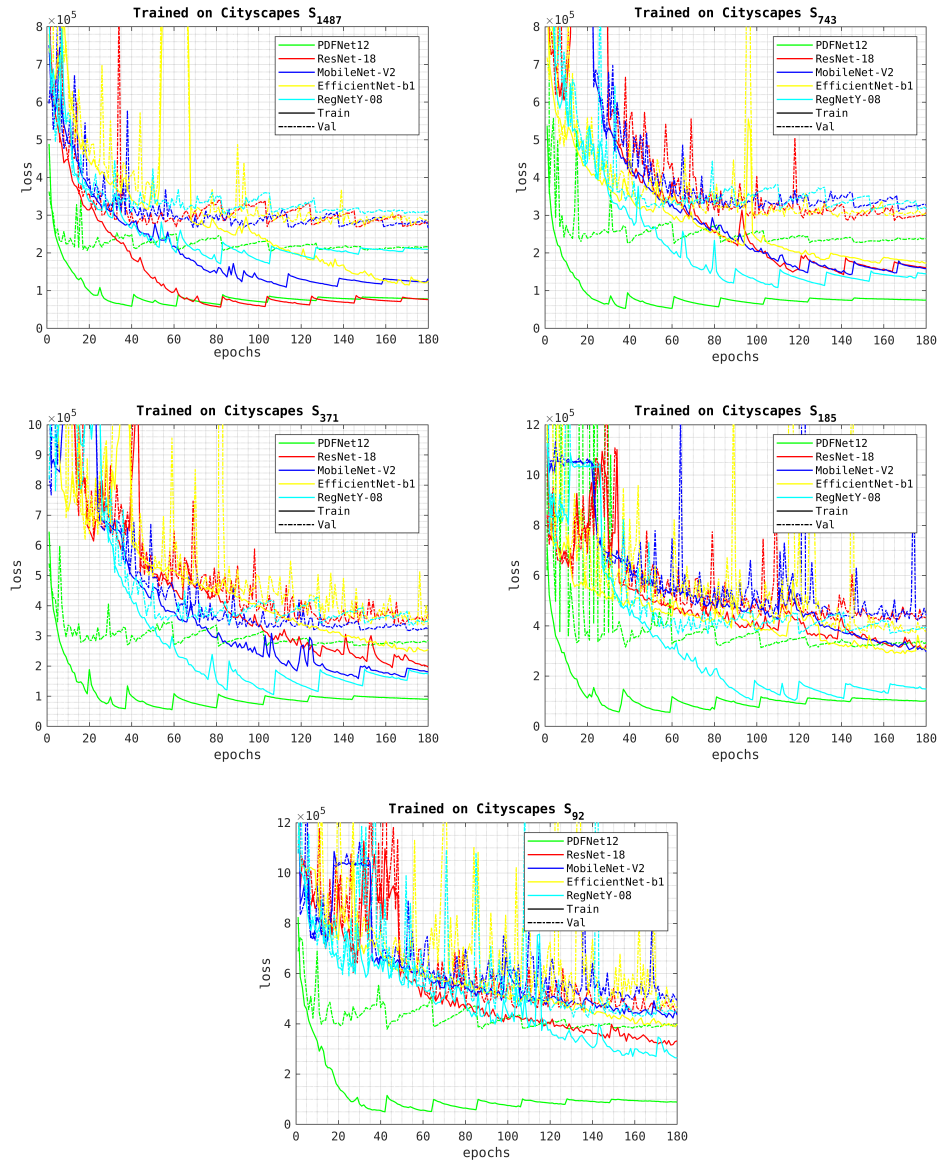 Trained on Cityscapes S1487
×10^5
8
7
6
5
4
3
2
1
0
loss
0 20 40 60 80 100 120 140 160 180
epochs
PDFNet12
ResNet-18
MobileNet-V2
EfficientNet-b1
RegNetY-08
Train
Val
Trained on Cityscapes S743
×10^5
8
7
6
5
4
3
2
1
0
loss
0 20 40 60 80 100 120 140 160 180
epochs
PDFNet12
ResNet-18
MobileNet-V2
EfficientNet-b1
RegNetY-08
Train
Val
Trained on Cityscapes S371
×10^5
10
9
8
7
6
5
4
3
2
1
0
loss
0 20 40 60 80 100 120 140 160 180
epochs
PDFNet12
ResNet-18
MobileNet-V2
EfficientNet-b1
RegNetY-08
Train
Val
Trained on Cityscapes S185
×10^5
12
10
8
6
4
2
0
loss
0 20 40 60 80 100 120 140 160 180
epochs
PDFNet12
ResNet-18
MobileNet-V2
EfficientNet-b1
RegNetY-08
Train
Val
Trained on Cityscapes S92
×10^5
12
10
8
6
4
2
0
loss
0 20 40 60 80 100 120 140 160 180
epochs
PDFNet12
ResNet-18
MobileNet-V2
EfficientNet-b1
RegNetY-08
Train
Val